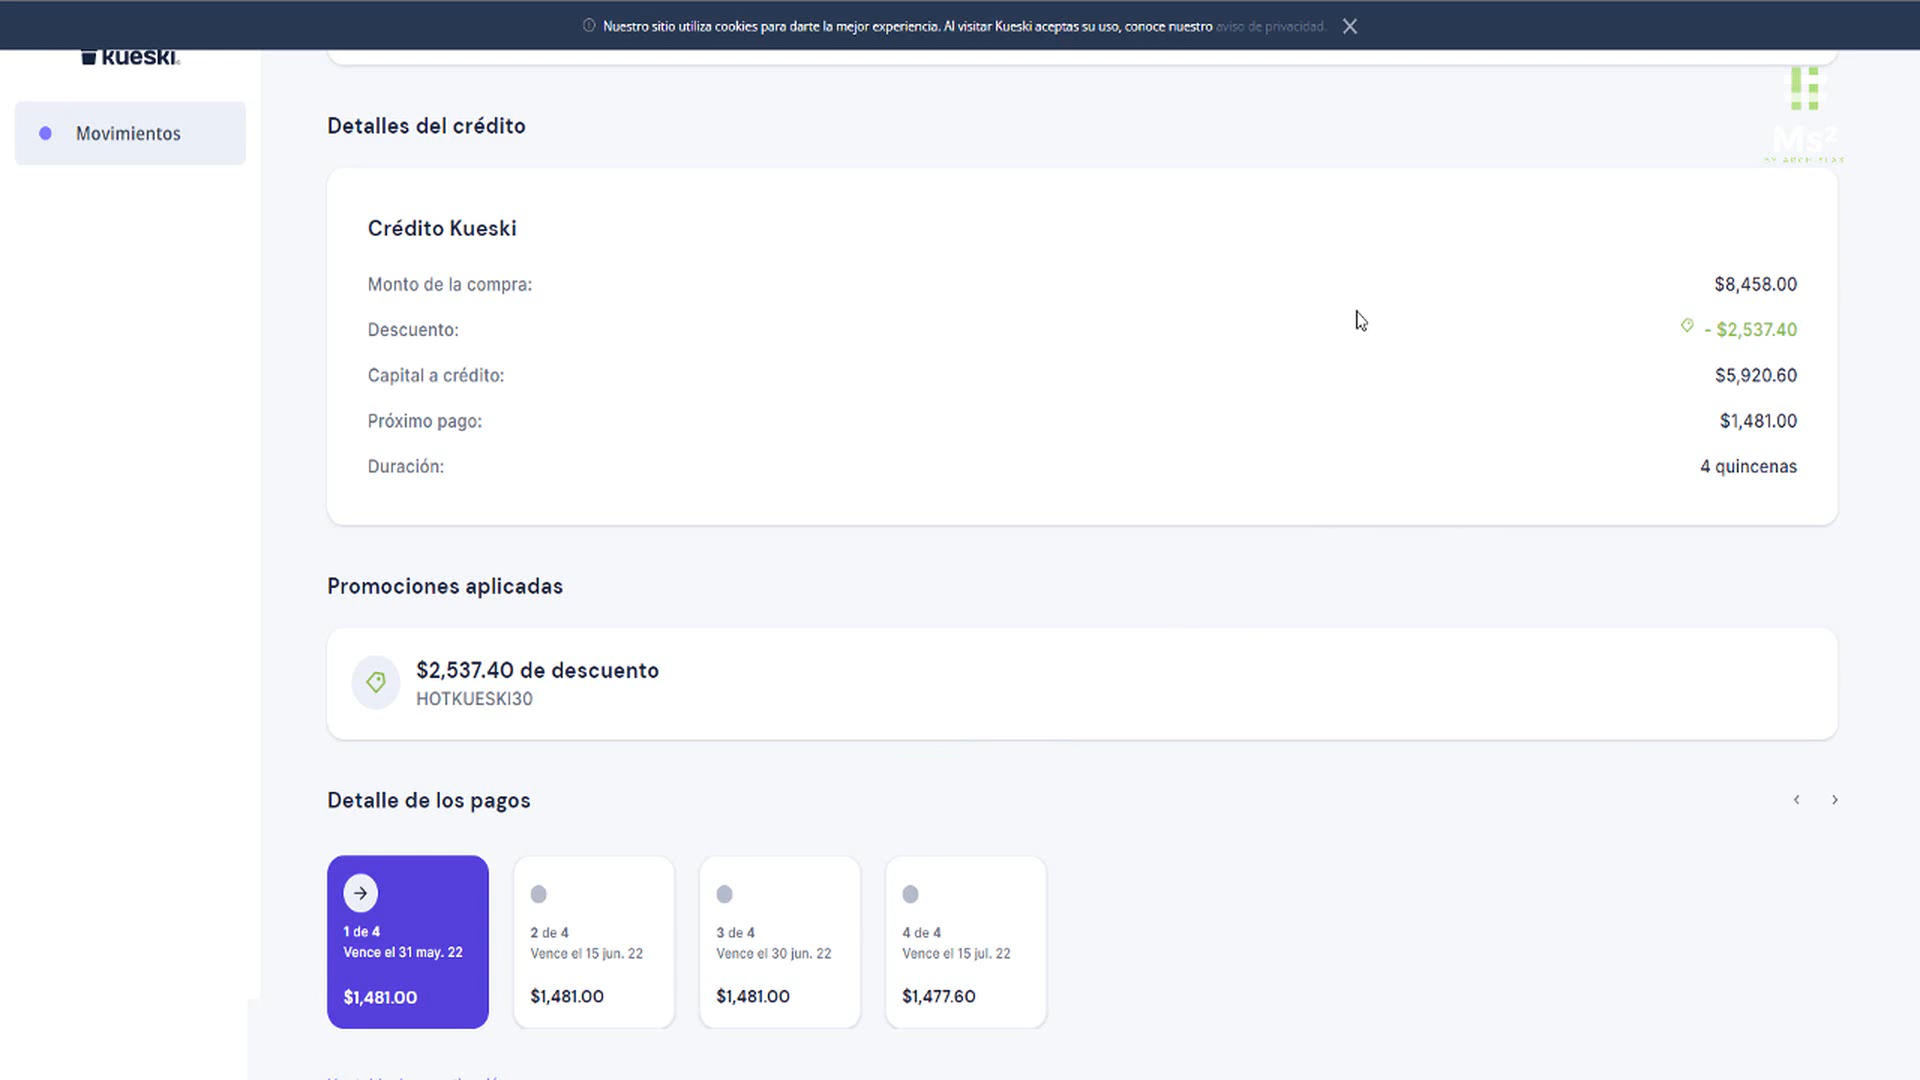 Nuestro sitio utiliza cookies para darte la mejor experiencia. Al visitar Kueski aceptas su uso, conoce nuestro aviso de privacidad.
kueski
Movimientos
Ms²
BY ARCHIFLEX
Detalles del crédito
Crédito Kueski
Monto de la compra: $8,458.00
Descuento: - $2,537.40
Capital a crédito: $5,920.60
Próximo pago: $1,481.00
Duración: 4 quincenas
Promociones aplicadas
$2,537.40 de descuento
HOTKUESKI30
Detalle de los pagos
1 de 4
Vence el 31 may. 22
$1,481.00
2 de 4
Vence el 15 jun. 22
$1,481.00
3 de 4
Vence el 30 jun. 22
$1,481.00
4 de 4
Vence el 15 jul. 22
$1,477.60